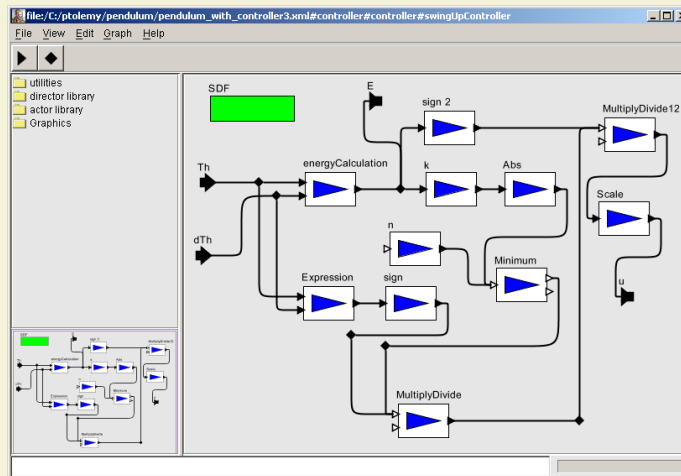 file:/C:/ptolemy/pendulum/pendulum_with_controller3.xml#controller#controller#swingUpController
File View Edit Graph Help
utilities
director library
actor library
Graphics
SDF
E
sign 2
MultiplyDivide12
Th
energyCalculation
k
Abs
Scale
dTh
n
Minimum
Expression
sign
u
MultiplyDivide